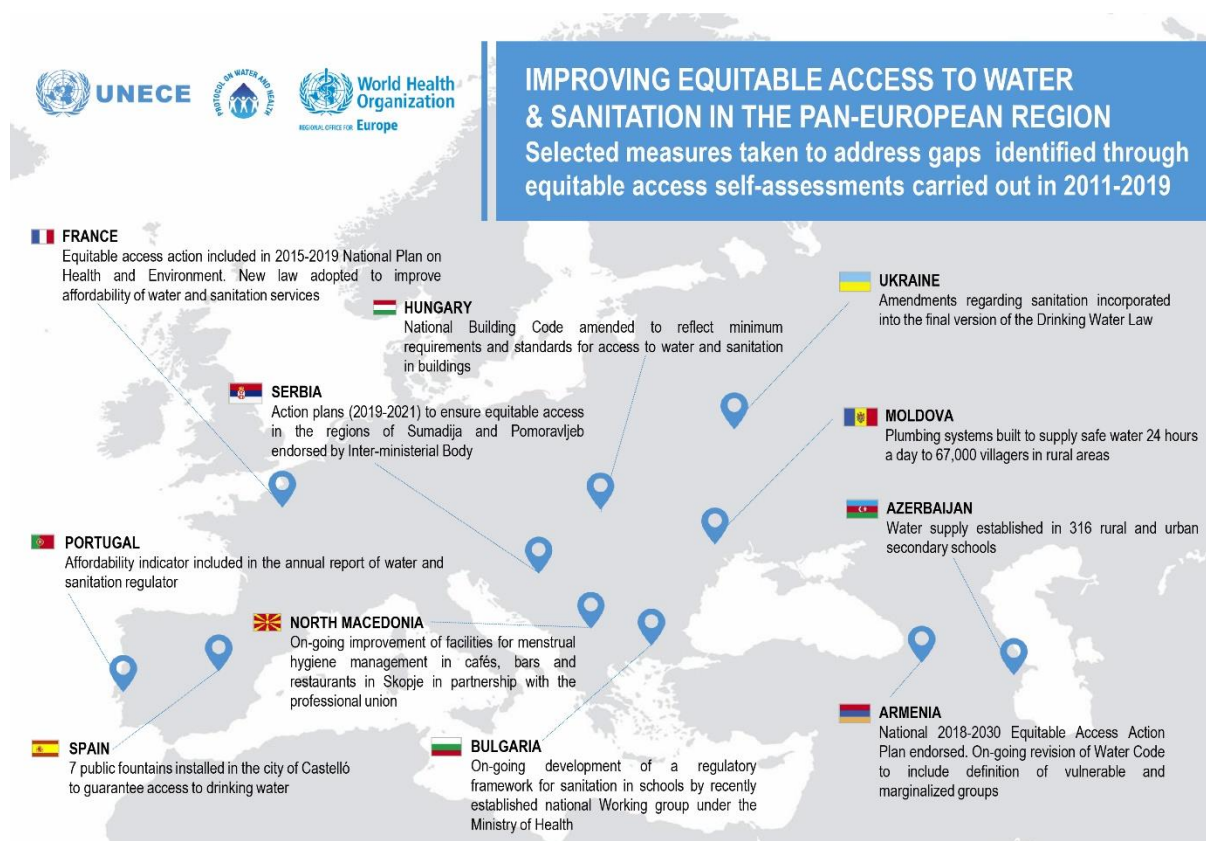 UNECE
PROTOCOL ON WATER AND HEALTH
World Health
Organization
REGIONAL OFFICE FOR Europe
IMPROVING EQUITABLE ACCESS TO WATER
& SANITATION IN THE PAN-EUROPEAN REGION
Selected measures taken to address gaps identified through
equitable access self-assessments carried out in 2011-2019
FRANCE
Equitable access action included in 2015-2019 National Plan on
Health and Environment. New law adopted to improve
affordability of water and sanitation services
HUNGARY
National Building Code amended to reflect minimum
requirements and standards for access to water and sanitation
in buildings
UKRAINE
Amendments regarding sanitation incorporated
into the final version of the Drinking Water Law
SERBIA
Action plans (2019-2021) to ensure equitable access
in the regions of Sumadija and Pomoravljeb
endorsed by Inter-ministerial Body
MOLDOVA
Plumbing systems built to supply safe water 24 hours
a day to 67,000 villagers in rural areas
AZERBAIJAN
Water supply established in 316 rural and urban
secondary schools
PORTUGAL
Affordability indicator included in the annual report of water and
sanitation regulator
NORTH MACEDONIA
On-going improvement of facilities for menstrual
hygiene management in cafés, bars and
restaurants in Skopje in partnership with the
professional union
ARMENIA
National 2018-2030 Equitable Access Action
Plan endorsed. On-going revision of Water Code
to include definition of vulnerable and
marginalized groups
SPAIN
7 public fountains installed in the city of Castelló
to guarantee access to drinking water
BULGARIA
On-going development of a regulatory
framework for sanitation in schools by recently
established national Working group under the
Ministry of Health